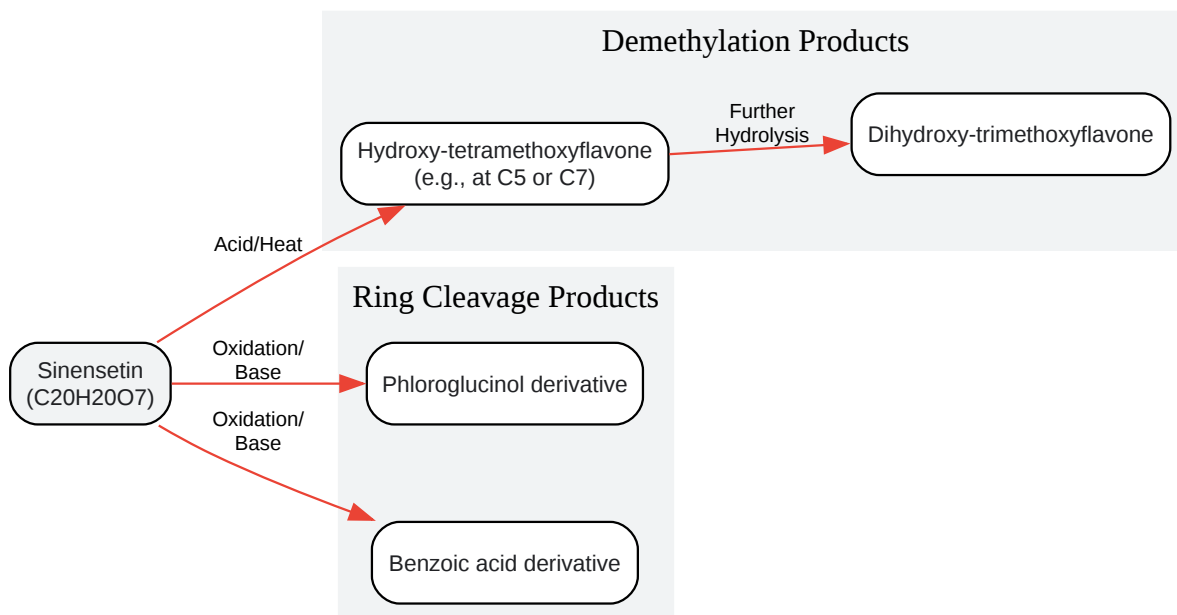 Demethylation Products
Further
Hydrolysis
Dihydroxy-trimethoxyflavone
Hydroxy-tetramethoxyflavone
(e.g., at C5 or C7)
Acid/Heat
Ring Cleavage Products
Sinensetin
(C20H20O7)
Oxidation/
Base
Phloroglucinol derivative
Oxidation/
Base
Benzoic acid derivative